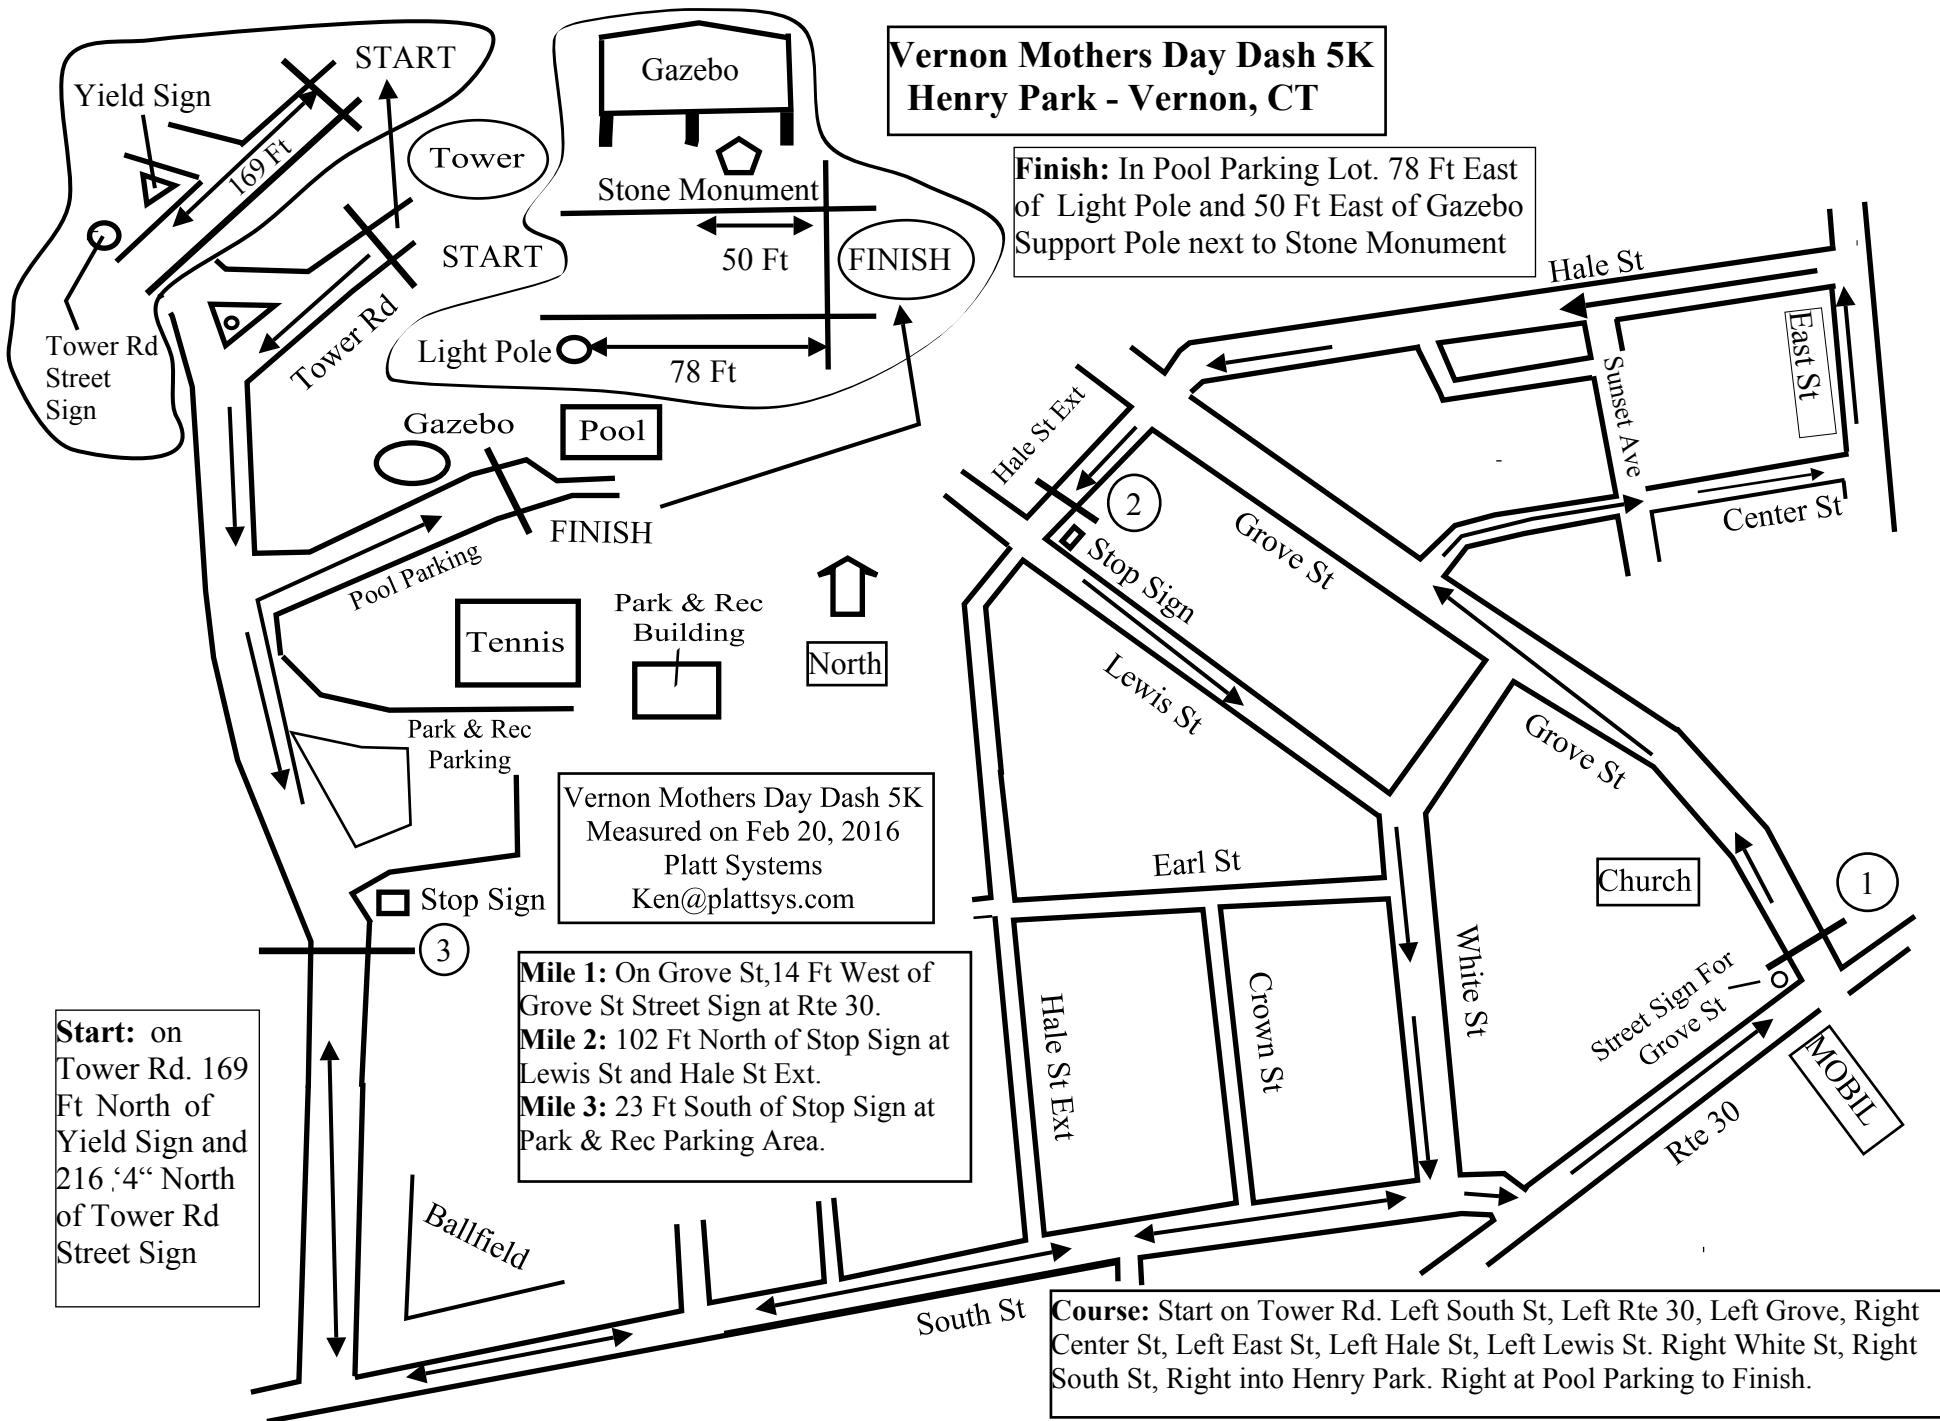 Vernon Mothers Day Dash 5K
Henry Park - Vernon, CT
Finish: In Pool Parking Lot. 78 Ft East
of Light Pole and 50 Ft East of Gazebo
Support Pole next to Stone Monument
START
Yield Sign
169 Ft
Tower Rd
Street
Sign
Tower
START
Tower Rd
Gazebo
Stone Monument
50 Ft
FINISH
Light Pole
78 Ft
Gazebo
Pool
FINISH
Pool Parking
Tennis
Park & Rec
Building
North
Park & Rec
Parking
Stop Sign
3
Vernon Mothers Day Dash 5K
Measured on Feb 20, 2016
Platt Systems
Ken@plattsys.com
Mile 1: On Grove St,14 Ft West of
Grove St Street Sign at Rte 30.
Mile 2: 102 Ft North of Stop Sign at
Lewis St and Hale St Ext.
Mile 3: 23 Ft South of Stop Sign at
Park & Rec Parking Area.
Start: on
Tower Rd. 169
Ft North of
Yield Sign and
216 ‘4“ North
of Tower Rd
Street Sign
Ballfield
South St
Hale St
East St
Sunset Ave
Center St
Hale St Ext
2
Stop Sign
Grove St
Lewis St
Grove St
Earl St
Church
1
White St
Crown St
Hale St Ext
Street Sign For
Grove St
MOBIL
Rte 30
Course: Start on Tower Rd. Left South St, Left Rte 30, Left Grove, Right
Center St, Left East St, Left Hale St, Left Lewis St. Right White St, Right
South St, Right into Henry Park. Right at Pool Parking to Finish.